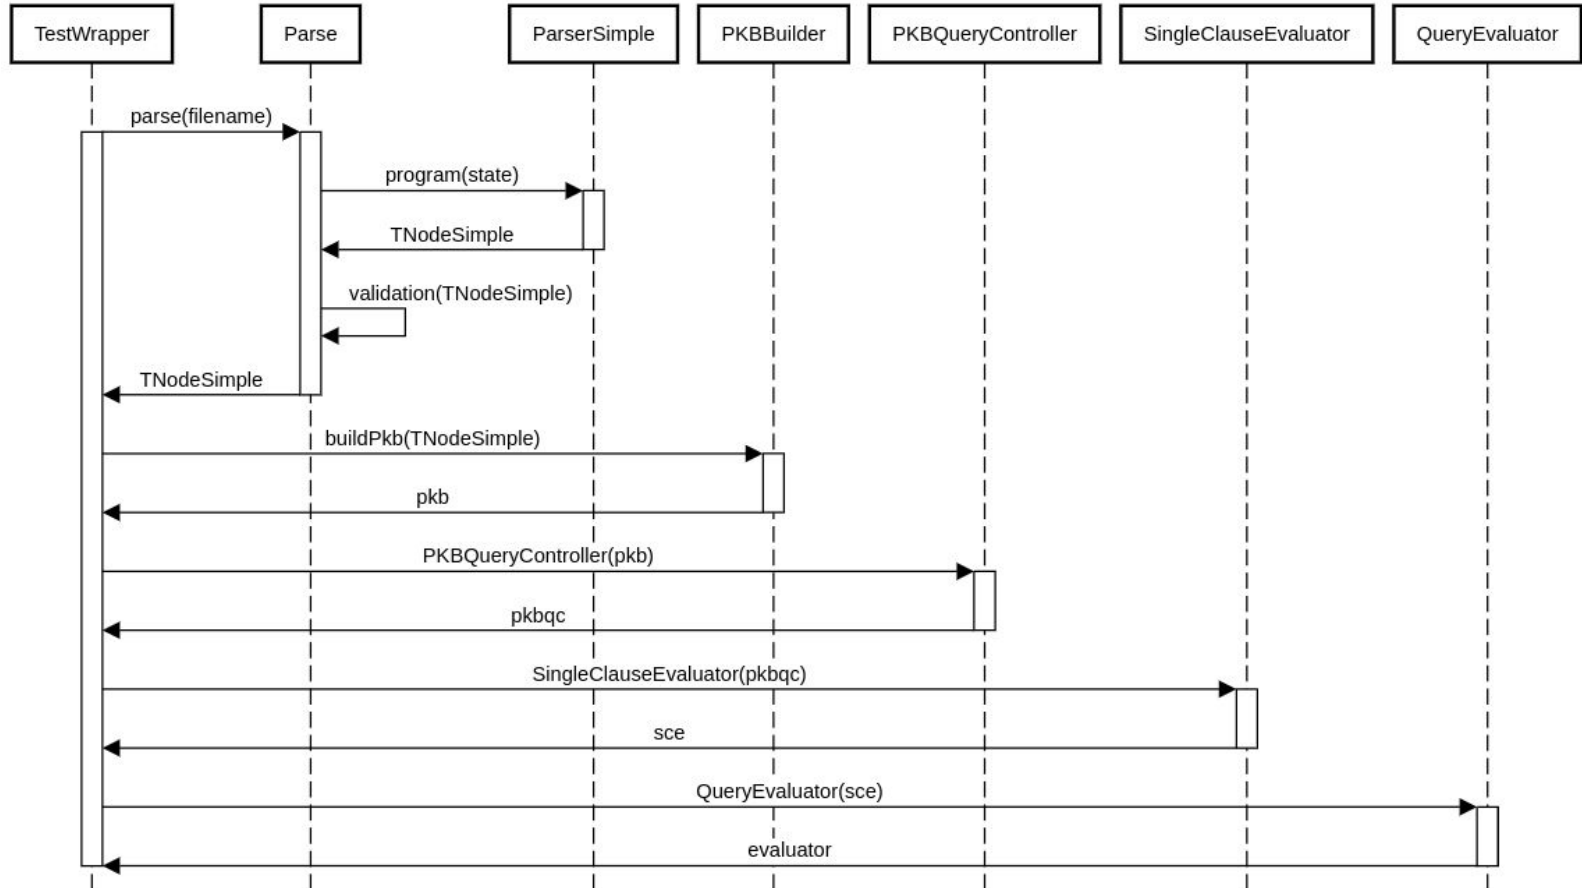 TestWrapper
Parse
ParserSimple
PKBBuilder
PKBQueryController
SingleClauseEvaluator
QueryEvaluator
parse(filename)
program(state)
TNodeSimple
validation(TNodeSimple)
TNodeSimple
buildPkb(TNodeSimple)
pkb
PKBQueryController(pkb)
pkbqc
SingleClauseEvaluator(pkbqc)
sce
QueryEvaluator(sce)
evaluator